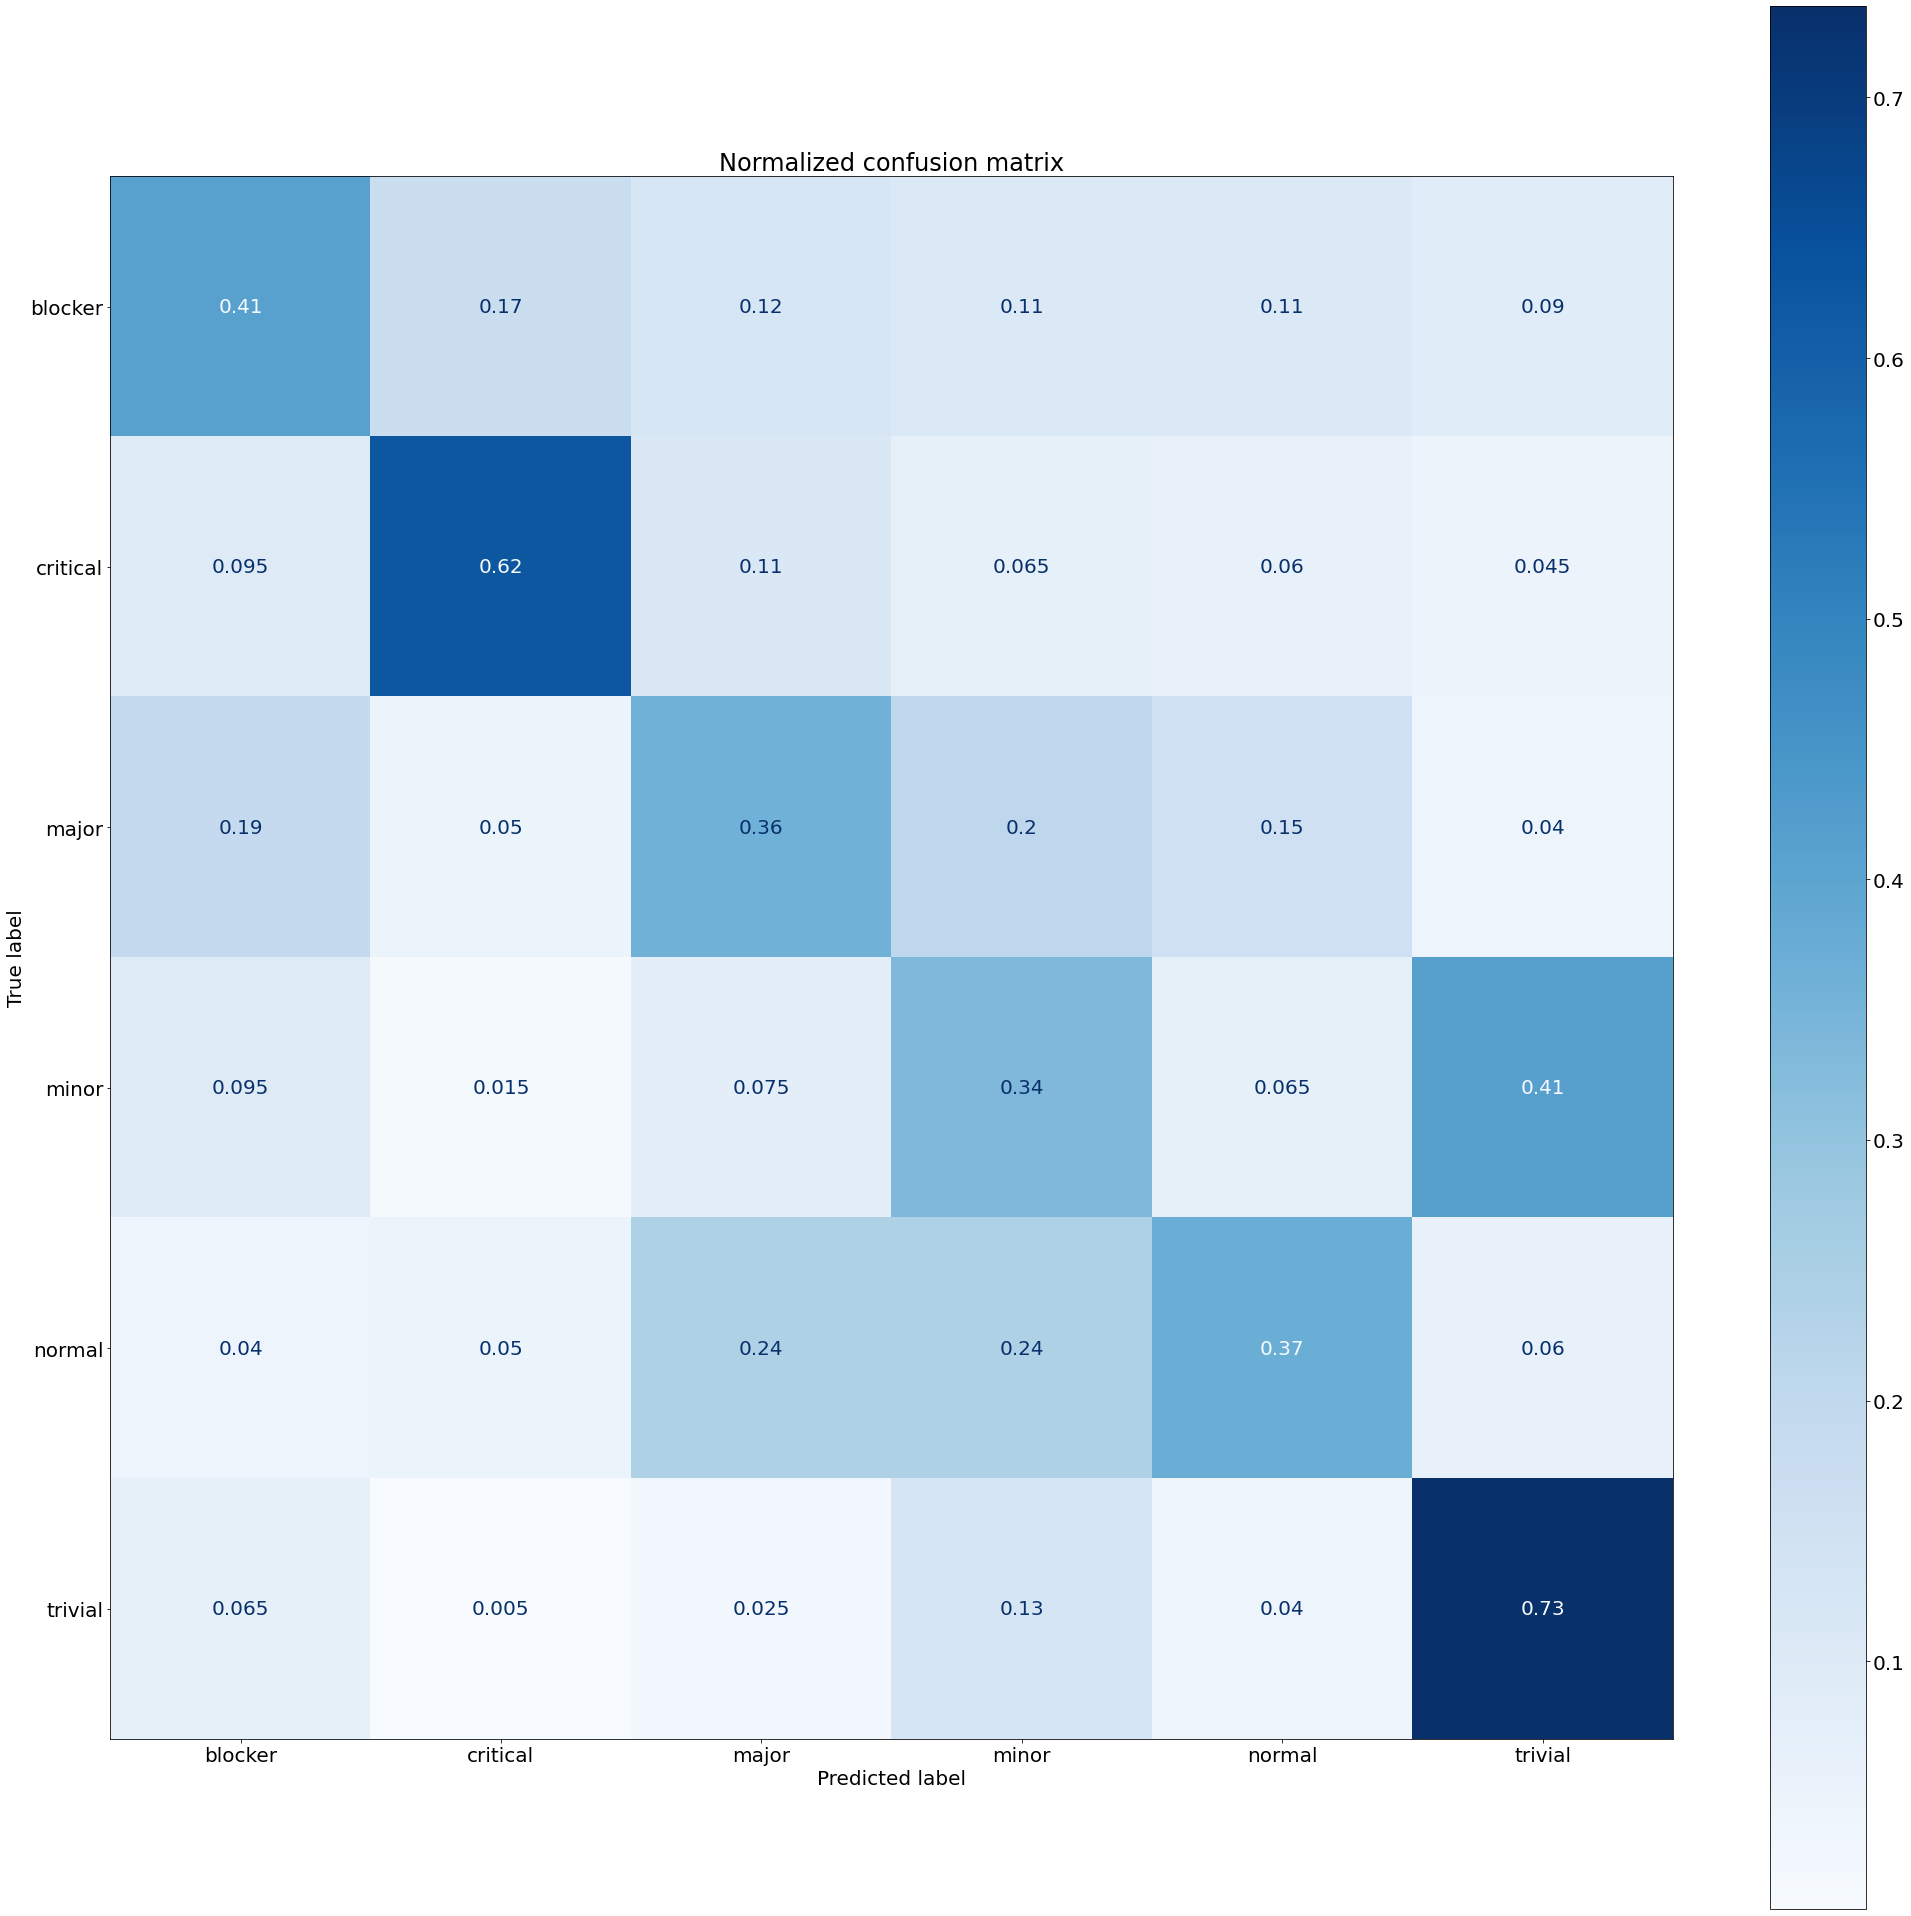 Normalized confusion matrix
0.7
0.6
0.5
0.4
0.3
0.2
0.1
True label
blocker 0.41 0.17 0.12 0.11 0.11 0.09
critical 0.095 0.62 0.11 0.065 0.06 0.045
major 0.19 0.05 0.36 0.2 0.15 0.04
minor 0.095 0.015 0.075 0.34 0.065 0.41
normal 0.04 0.05 0.24 0.24 0.37 0.06
trivial 0.065 0.005 0.025 0.13 0.04 0.73
blocker critical major minor normal trivial
Predicted label